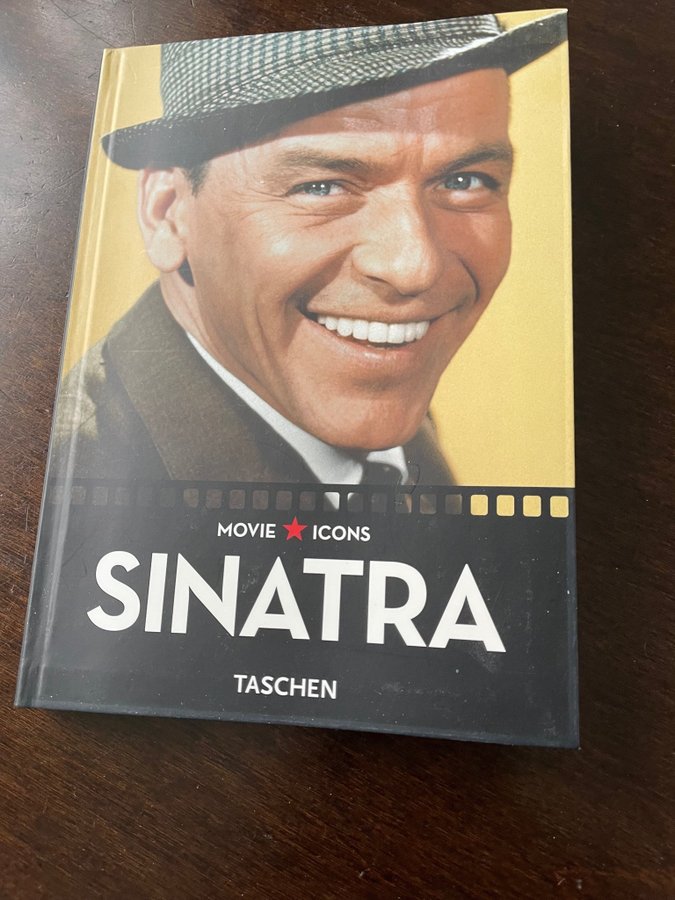 MOVIE ★ ICONS
SINATRA
TASCHEN